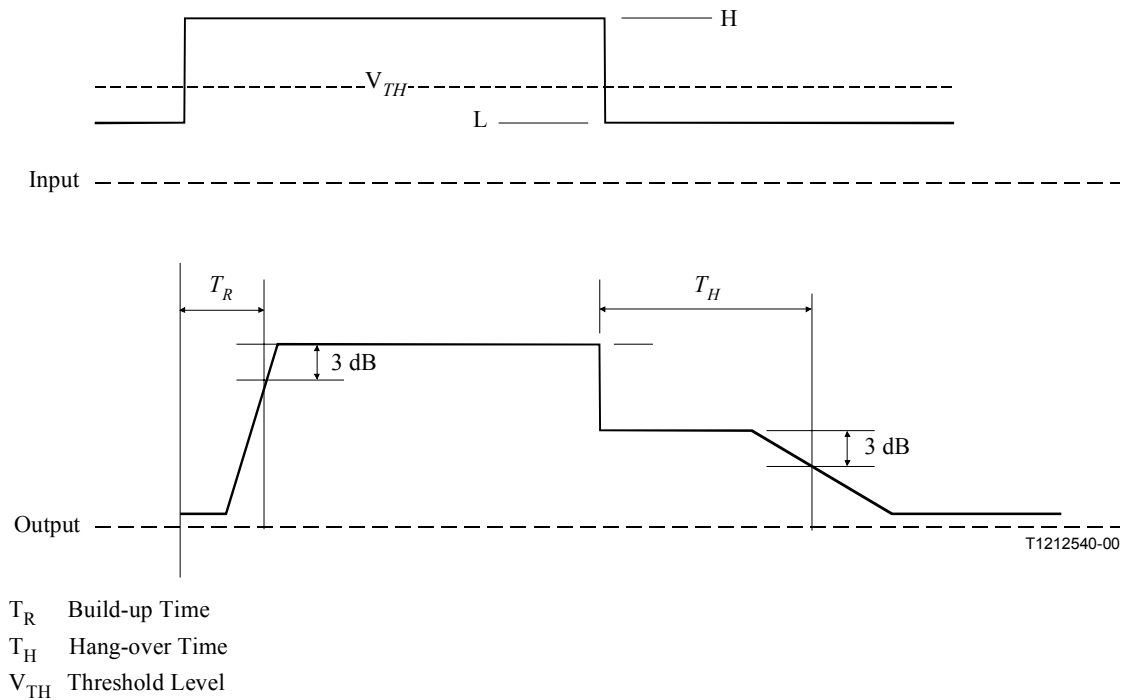 H
V_TH
L
Input
T_R
T_H
3 dB
3 dB
Output
T1212540-00
T_R Build-up Time
T_H Hang-over Time
V_TH Threshold Level